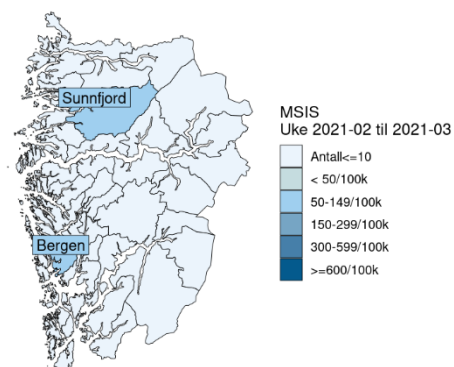 Sunnfjord
Bergen
MSIS
Uke 2021-02 til 2021-03
Antall<=10
< 50/100k
50-149/100k
150-299/100k
300-599/100k
>=600/100k